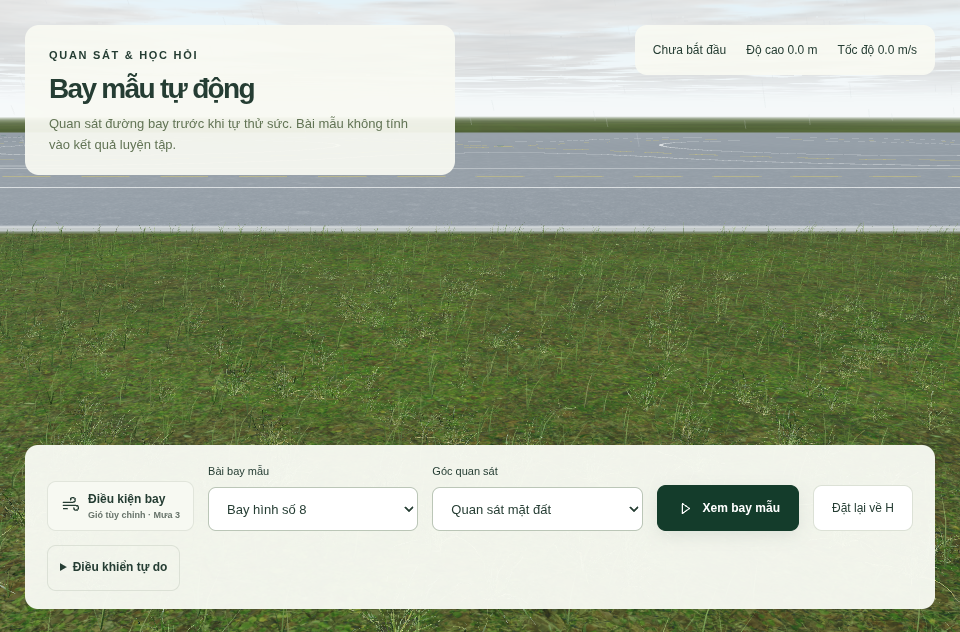 QUAN SÁT & HỌC HỎI
Bay mẫu tự động
Quan sát đường bay trước khi tự thử sức. Bài mẫu không tính
vào kết quả luyện tập.
Chưa bắt đầu Độ cao 0.0 m Tốc độ 0.0 m/s
Điều kiện bay
Gió tùy chỉnh · Mưa 3
Bài bay mẫu
Bay hình số 8
Góc quan sát
Quan sát mặt đất
Xem bay mẫu
Đặt lại về H
Điều khiển tự do